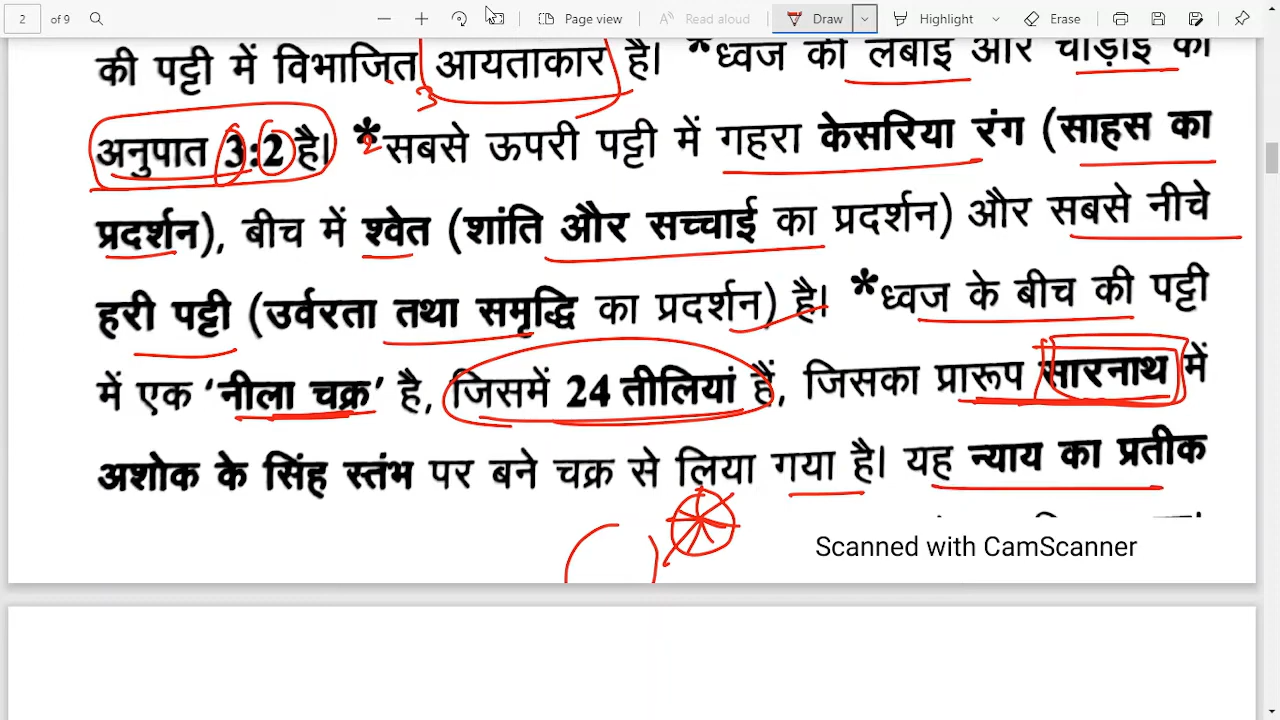 2 of 9 Page view Read aloud Draw Highlight Erase
की पट्टी में विभाजित आयताकार है। *ध्वज की लंबाई और चौड़ाई का
3
अनुपात 3:2 है। *सबसे ऊपरी पट्टी में गहरा केसरिया रंग (साहस का
2
प्रदर्शन), बीच में श्वेत (शांति और सच्चाई का प्रदर्शन) और सबसे नीचे
हरी पट्टी (उर्वरता तथा समृद्धि का प्रदर्शन) है। *ध्वज के बीच की पट्टी
में एक ‘नीला चक्र’ है, जिसमें 24 तीलियां हैं, जिसका प्रारूप सारनाथ में
अशोक के सिंह स्तंभ पर बने चक्र से लिया गया है। यह न्याय का प्रतीक
Scanned with CamScanner